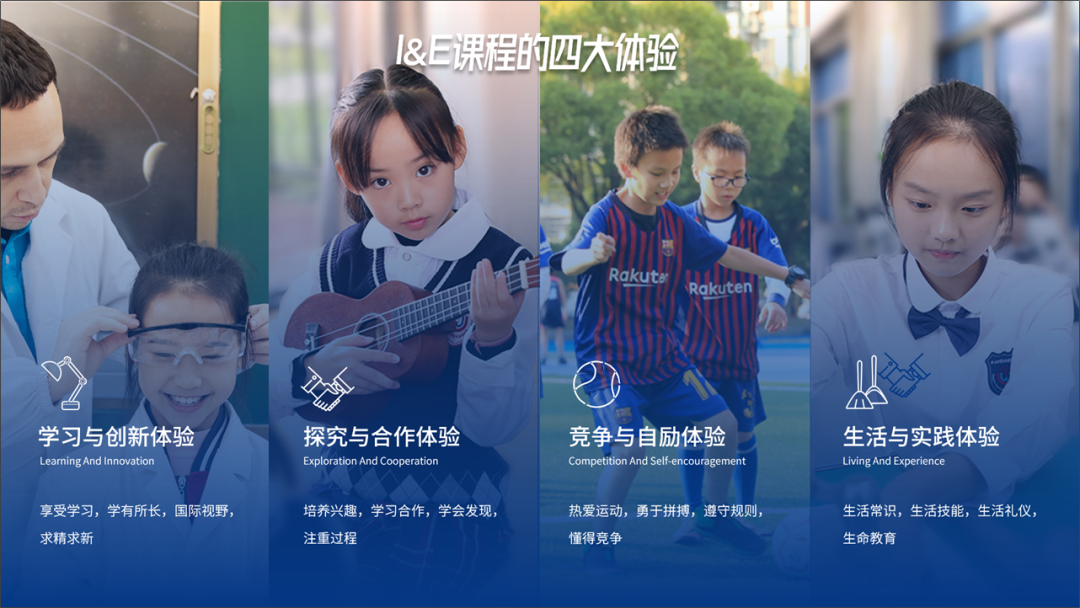 I&E课程的四大体验
Rakuten
Rakuten
学习与创新体验
Learning And Innovation
享受学习，学有所长，国际视野，
求精求新
探究与合作体验
Exploration And Cooperation
培养兴趣，学习合作，学会发现，
注重过程
竞争与自励体验
Competition And Self-encouragement
热爱运动，勇于拼搏，遵守规则，
懂得竞争
生活与实践体验
Living And Experience
生活常识，生活技能，生活礼仪，
生命教育